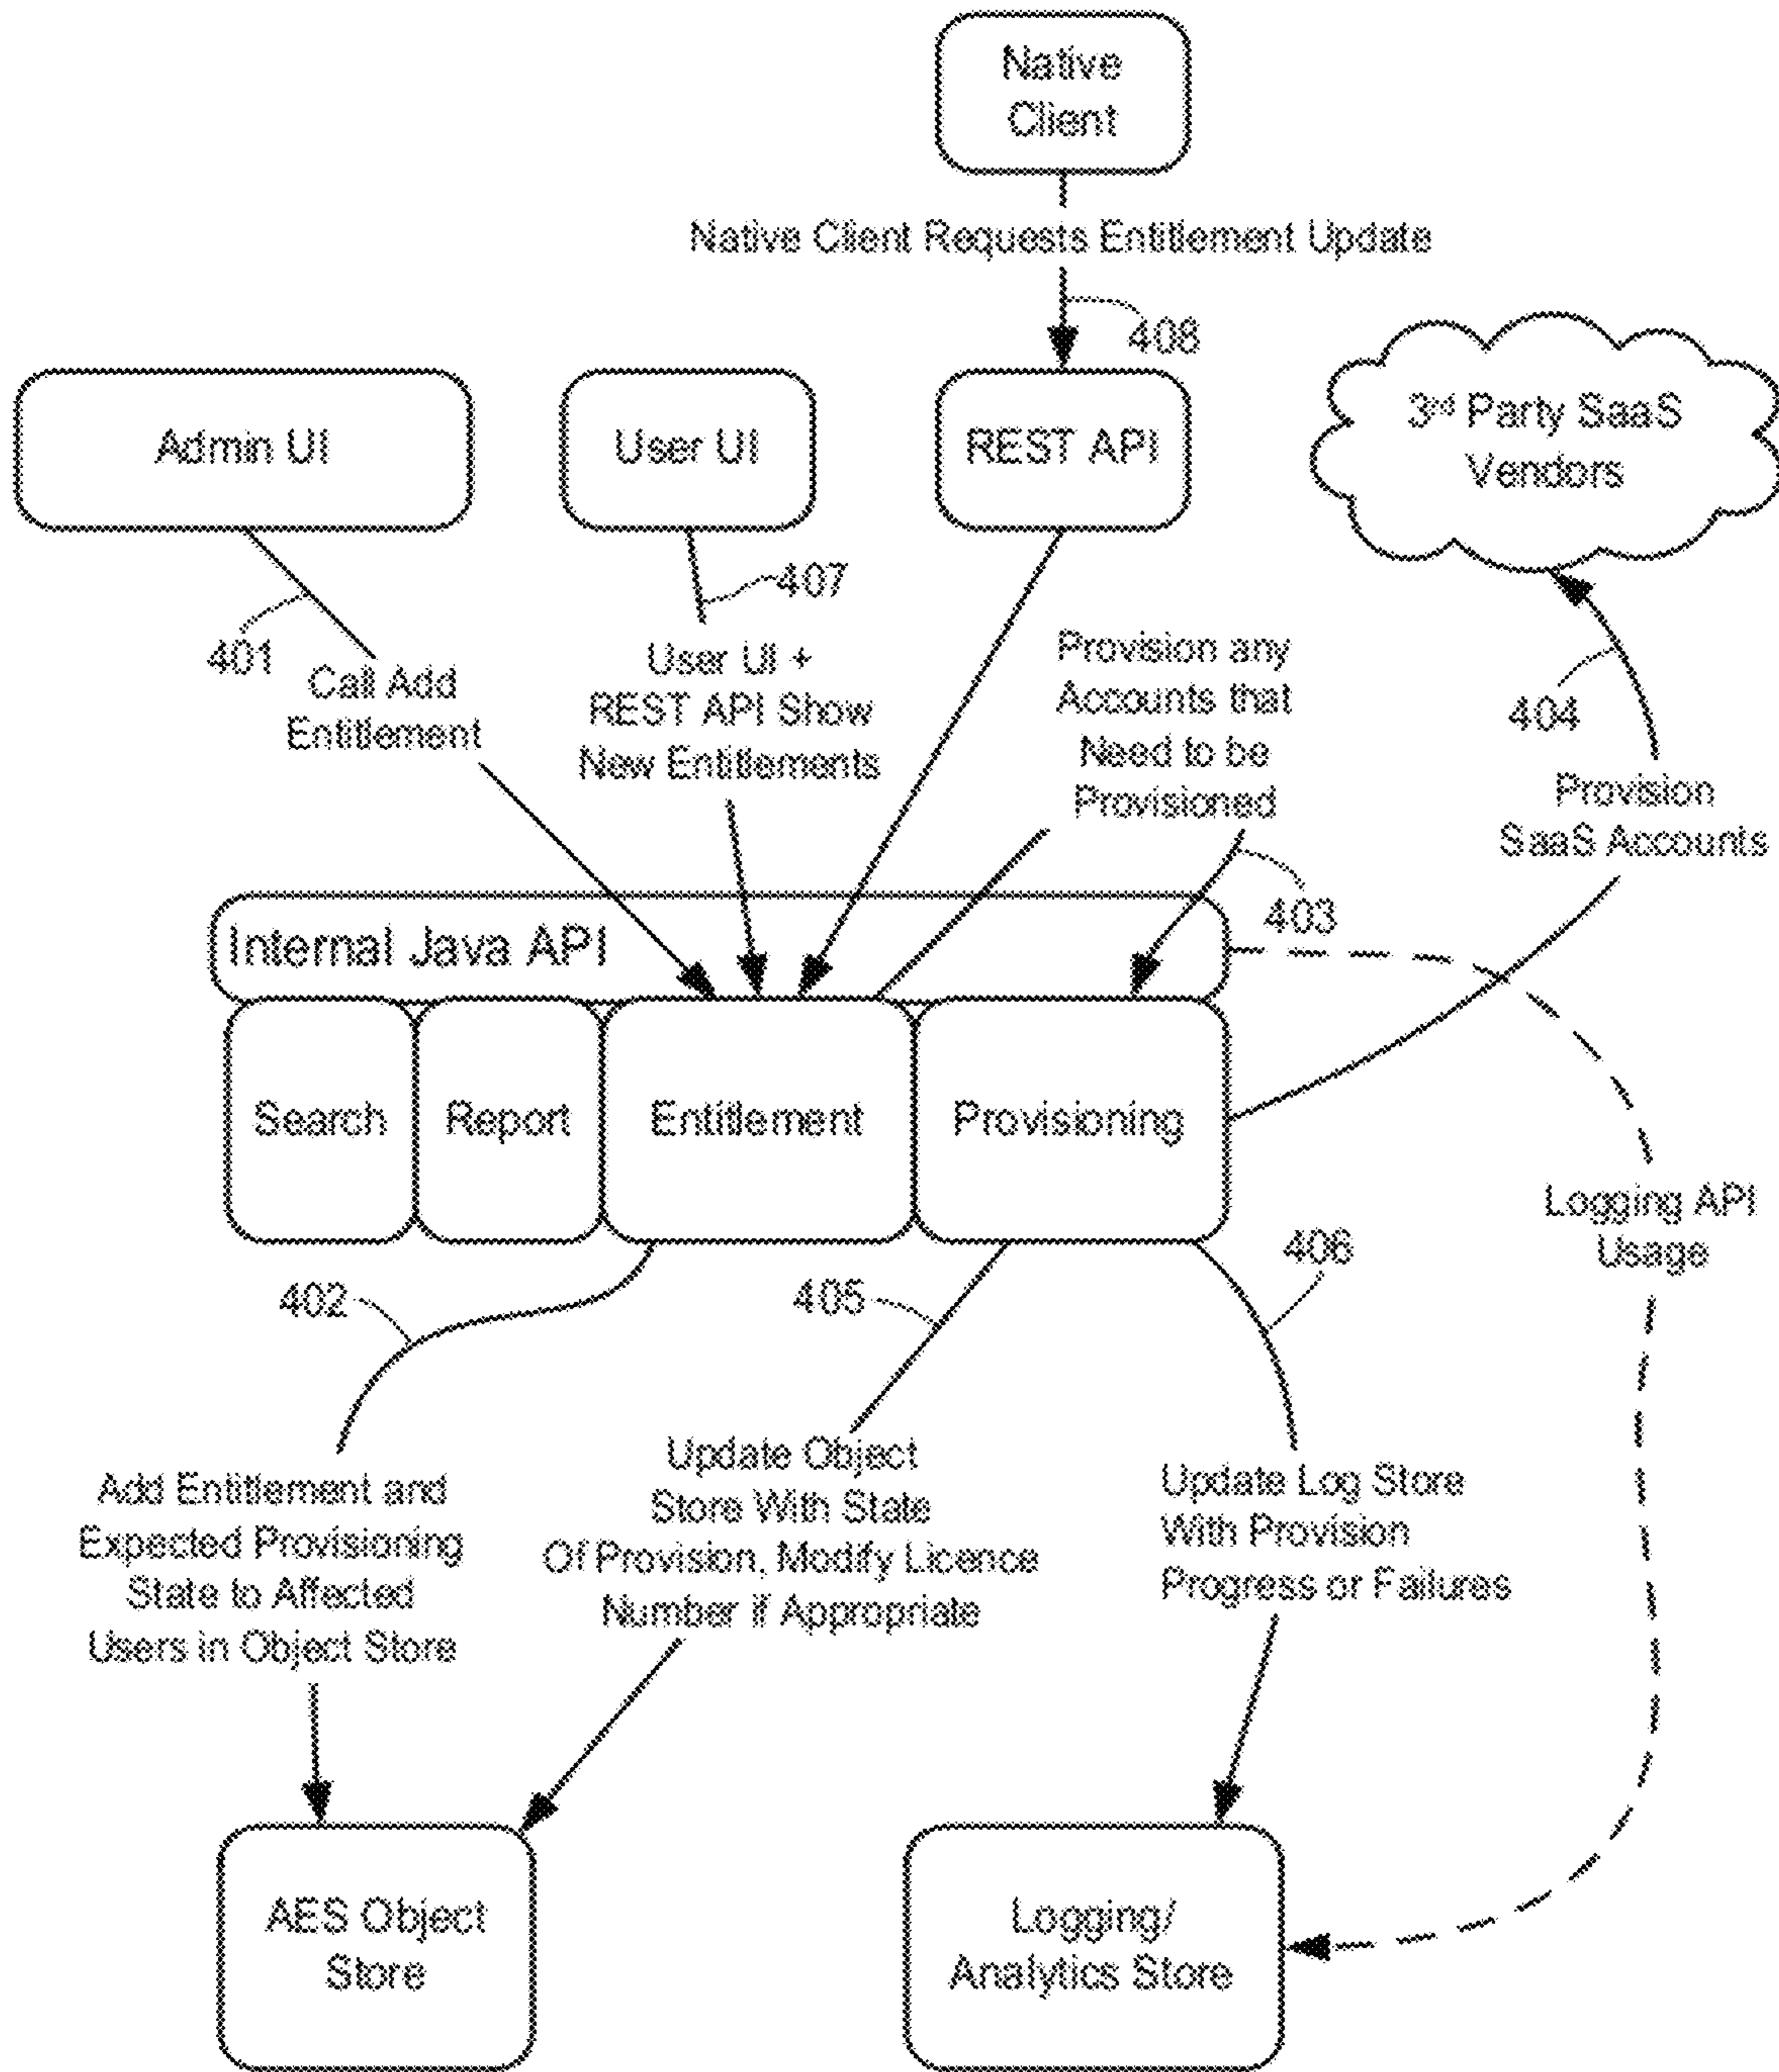 Native
Client
Native Client Requests Entitlement Update
408
Admin UI
User UI
REST API
3rd Party SaaS
Vendors
401
Call Add
Entitlement
407
User UI +
REST API Show
New Entitlements
Provision any
Accounts that
Need to be
Provisioned
403
404
Provision
SaaS Accounts
Internal Java API
Search
Report
Entitlement
Provisioning
Logging API
Usage
402
405
406
Add Entitlement and
Expected Provisioning
State to Affected
Users in Object Store
Update Object
Store With State
Of Provision, Modify Licence
Number if Appropriate
Update Log Store
With Provision
Progress or Failures
AES Object
Store
Logging/
Analytics Store